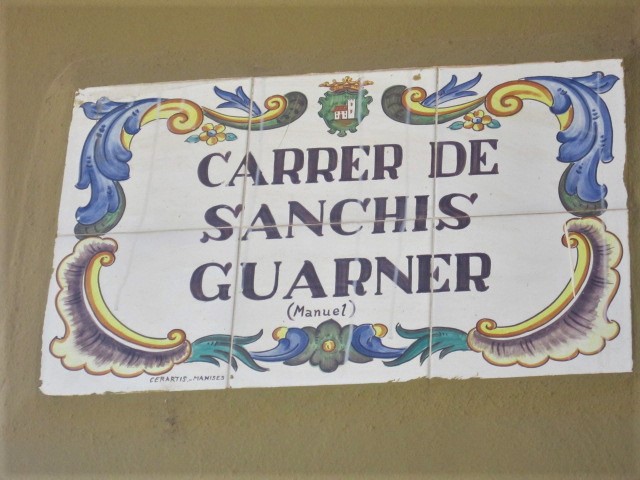 CARRER DE
SANCHIS
GUARNER
(Manuel)
CERARTIS - MANISES